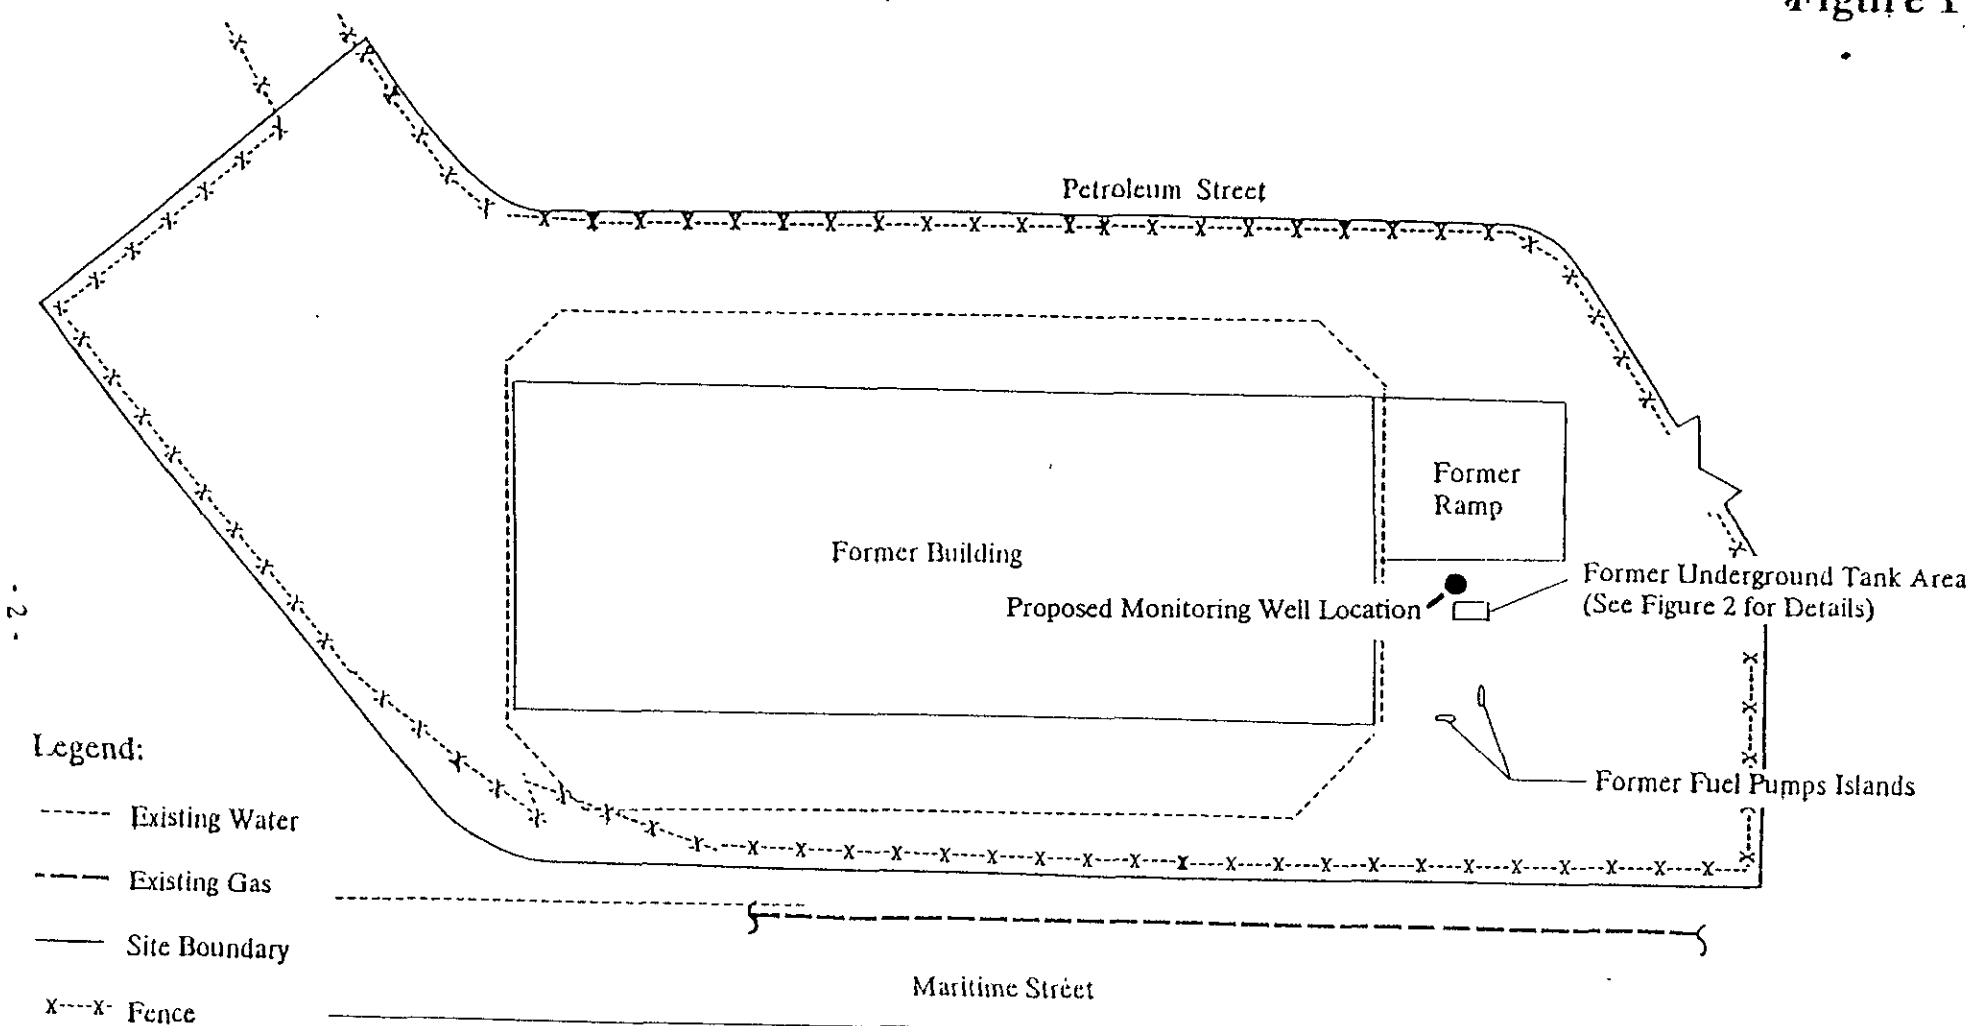 Figure 1
Petroleum Street
Former
Ramp
Former Building
Former Underground Tank Area
(See Figure 2 for Details)
Proposed Monitoring Well Location
- 2 -
Former Fuel Pumps Islands
Legend:
Existing Water
Existing Gas
Site Boundary
x----x- Fence
Maritime Street